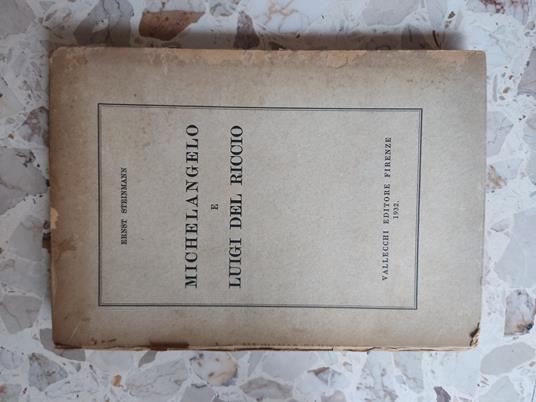 ERNST STEINMANN
MICHELANGELO
E
LUIGI DEL RICCIO
VALLECCHI EDITORE FIRENZE
1932.